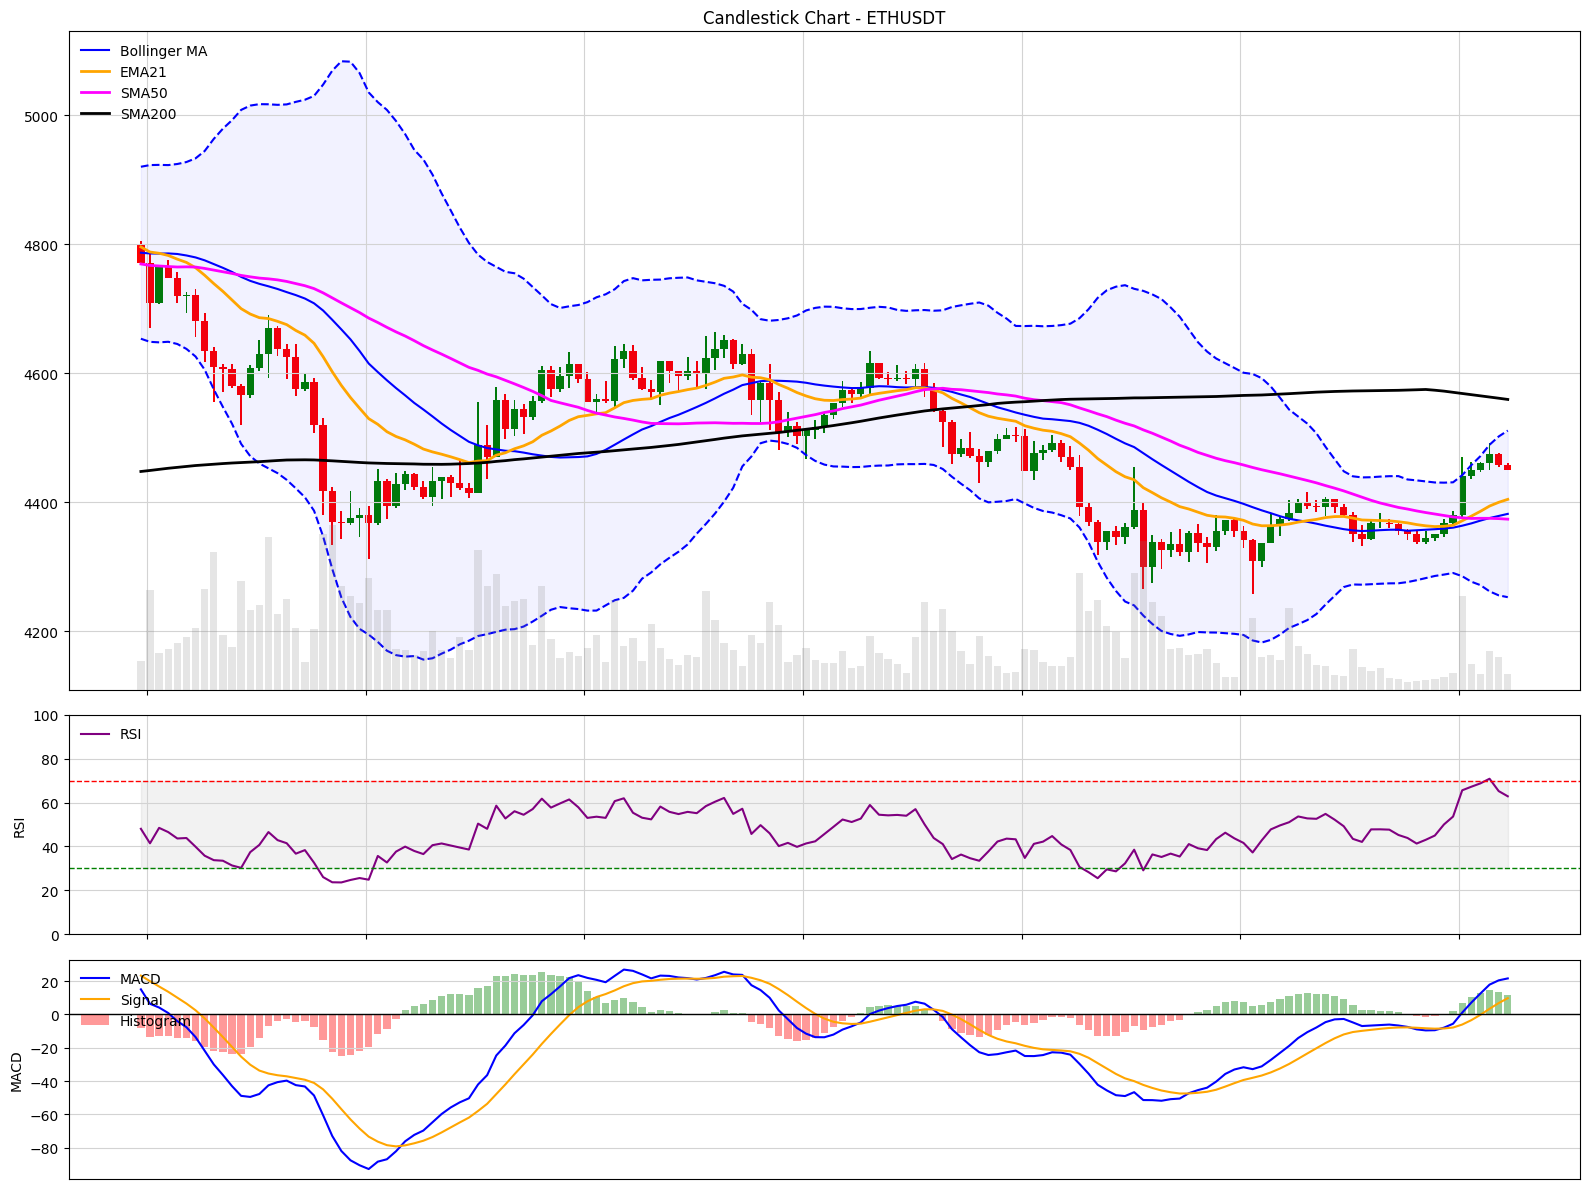 Candlestick Chart - ETHUSDT
Bollinger MA
EMA21
SMA50
SMA200
5000
4800
4600
4400
4200
RSI
100
80
60
40
20
0
RSI
MACD
Signal
Histogram
20
0
−20
−40
−60
−80
MACD